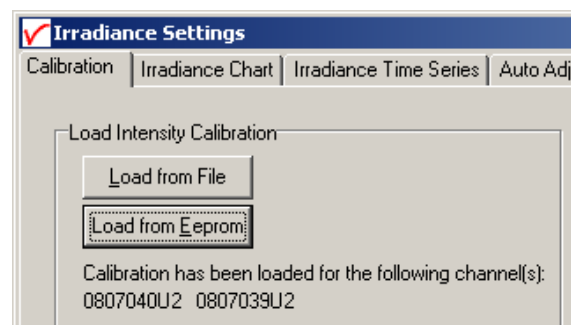 Irradiance Settings
Calibration Irradiance Chart Irradiance Time Series Auto Adj
Load Intensity Calibration
Load from File
Load from Eeprom
Calibration has been loaded for the following channel(s):
0807040U2 0807039U2